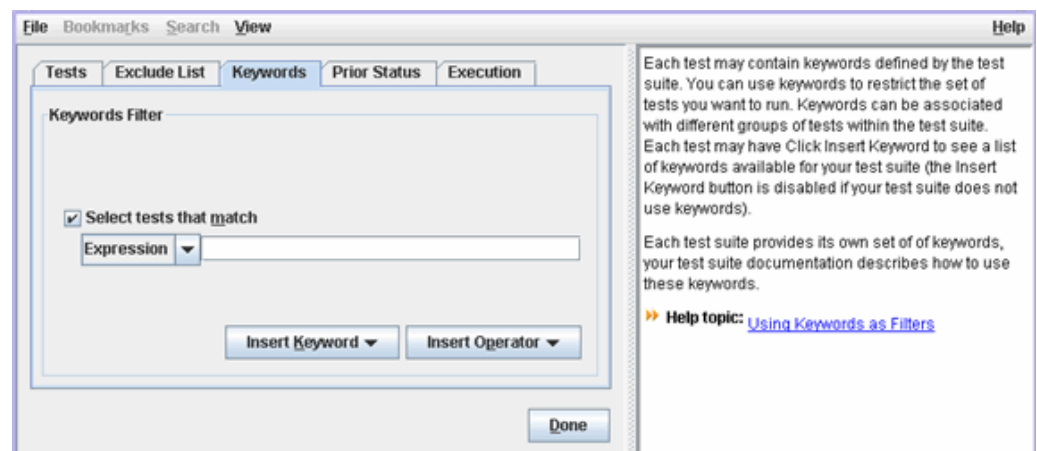 File Bookmarks Search View Help
Tests Exclude List Keywords Prior Status Execution
Keywords Filter
Select tests that match
Expression
Insert Keyword Insert Operator
Done
Each test may contain keywords defined by the test
suite. You can use keywords to restrict the set of
tests you want to run. Keywords can be associated
with different groups of tests within the test suite.
Each test may have Click Insert Keyword to see a list
of keywords available for your test suite (the Insert
Keyword button is disabled if your test suite does not
use keywords).
Each test suite provides its own set of of keywords,
your test suite documentation describes how to use
these keywords.
Help topic: Using Keywords as Filters